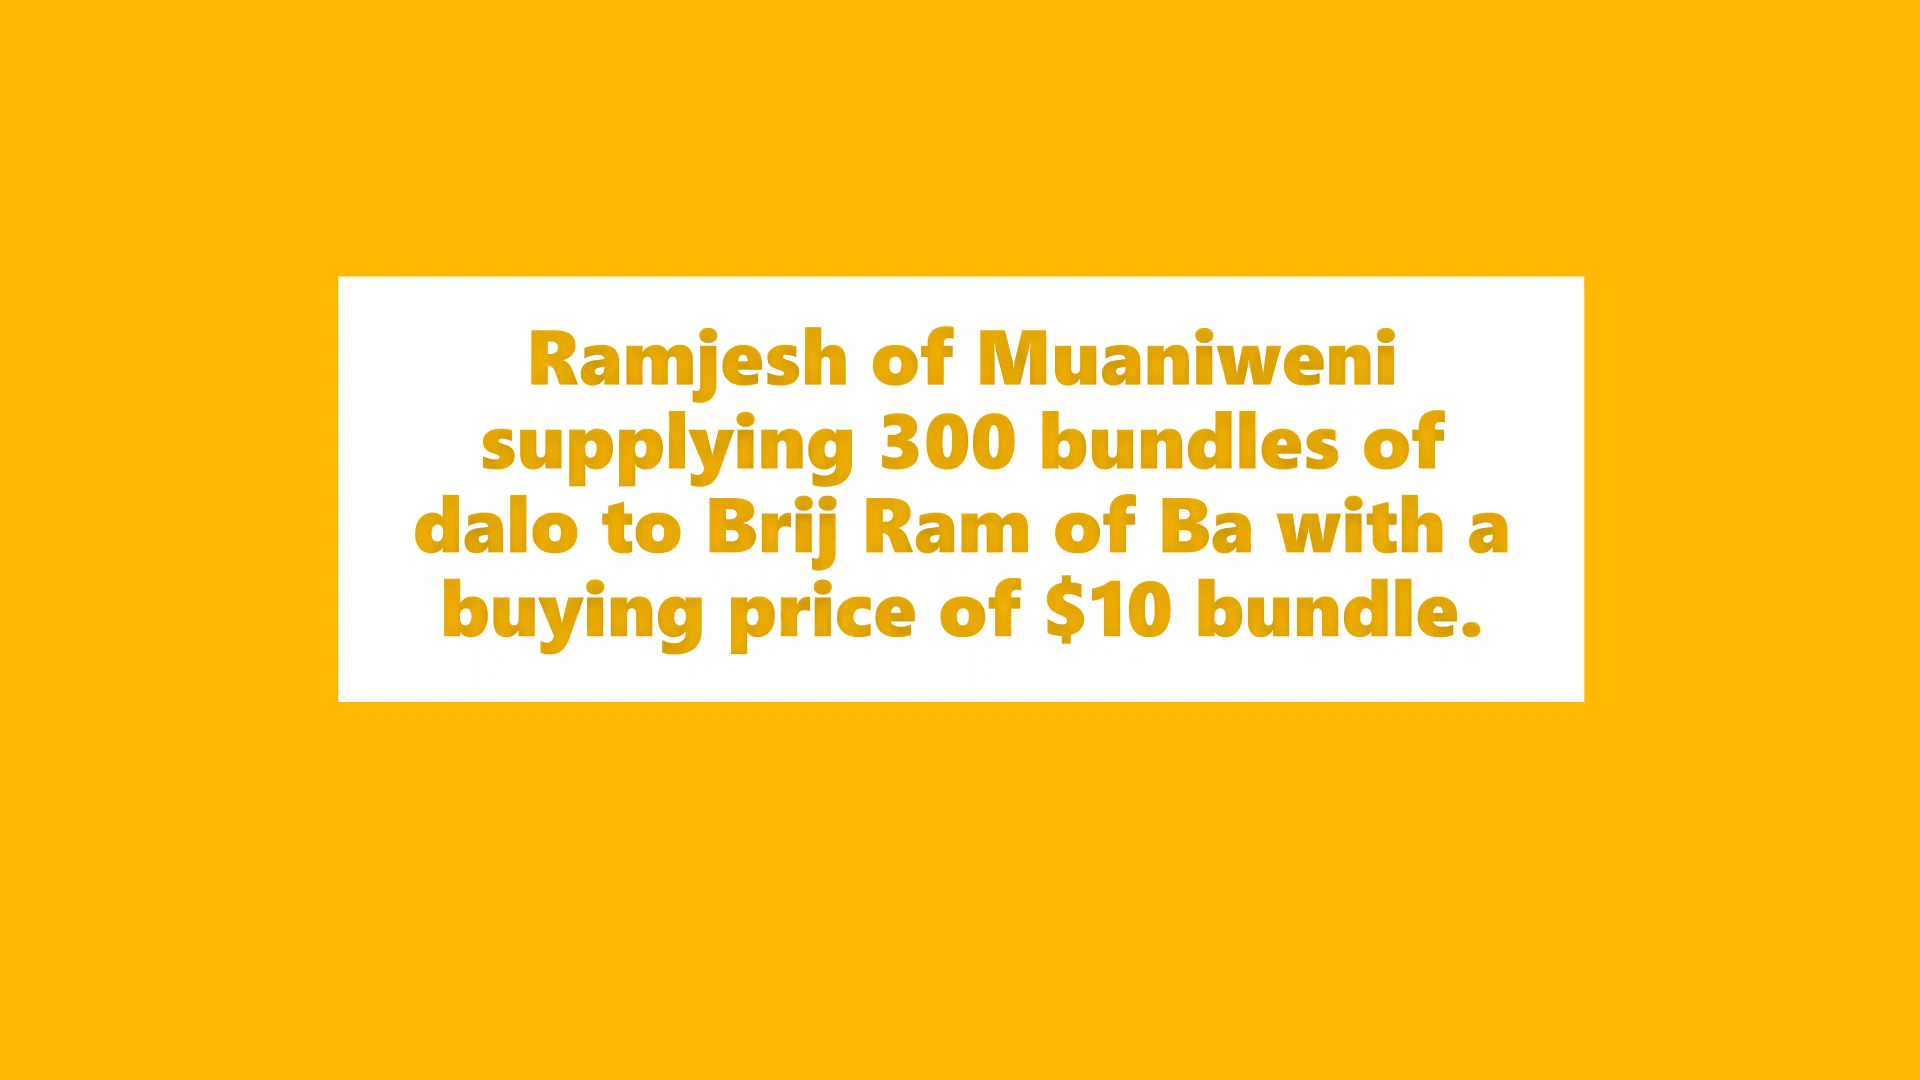 Ramjesh of Muaniweni
supplying 300 bundles of
dalo to Brij Ram of Ba with a
buying price of $10 bundle.